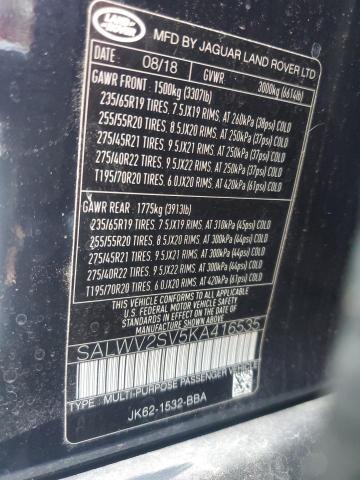 LAND ROVER
MFD BY JAGUAR LAND ROVER LTD
DATE: 08/18 GVWR: 3000kg (6614lb)
GAWR FRONT: 1500kg (3307lb)
235/65R19 TIRES. 7.5JX19 RIMS, AT 260kPa (38psi) COLD
255/55R20 TIRES. 8 5JX20 RIMS, AT 250kPa (37psi) COLD
275/45R21 TIRES. 9 5JX21 RIMS, AT 250kPa (37psi) COLD
275/40R22 TIRES. 9 5JX22 RIMS, AT 250kPa (37psi) COLD
T195/70R20 TIRES. 6 0JX20 RIMS, AT 420kPa (61psi) COLD
GAWR REAR: 1775kg (3913lb)
235/65R19 TIRES. 7 5JX19 RIMS, AT 310kPa (45psi) COLD
255/55R20 TIRES. 8 5JX20 RIMS, AT 300kPa (44psi) COLD
275/45R21 TIRES. 9 5JX21 RIMS, AT 300kPa (44psi) COLD
275/40R22 TIRES. 9 5JX22 RIMS, AT 300kPa (44psi) COLD
T195/70R20 TIRES. 6 0JX20 RIMS, AT 420kPa (61psi) COLD
THIS VEHICLE CONFORMS TO ALL APPLICABLE
U.S. FEDERAL MOTOR VEHICLE SAFETY
STANDARDS IN EFFECT ON THE DATE OF
MANUFACTURE SHOWN ABOVE
SALWV2SV5KA416535
TYPE: MULTI-PURPOSE PASSENGER VEHICLE
JK62-1532-BBA